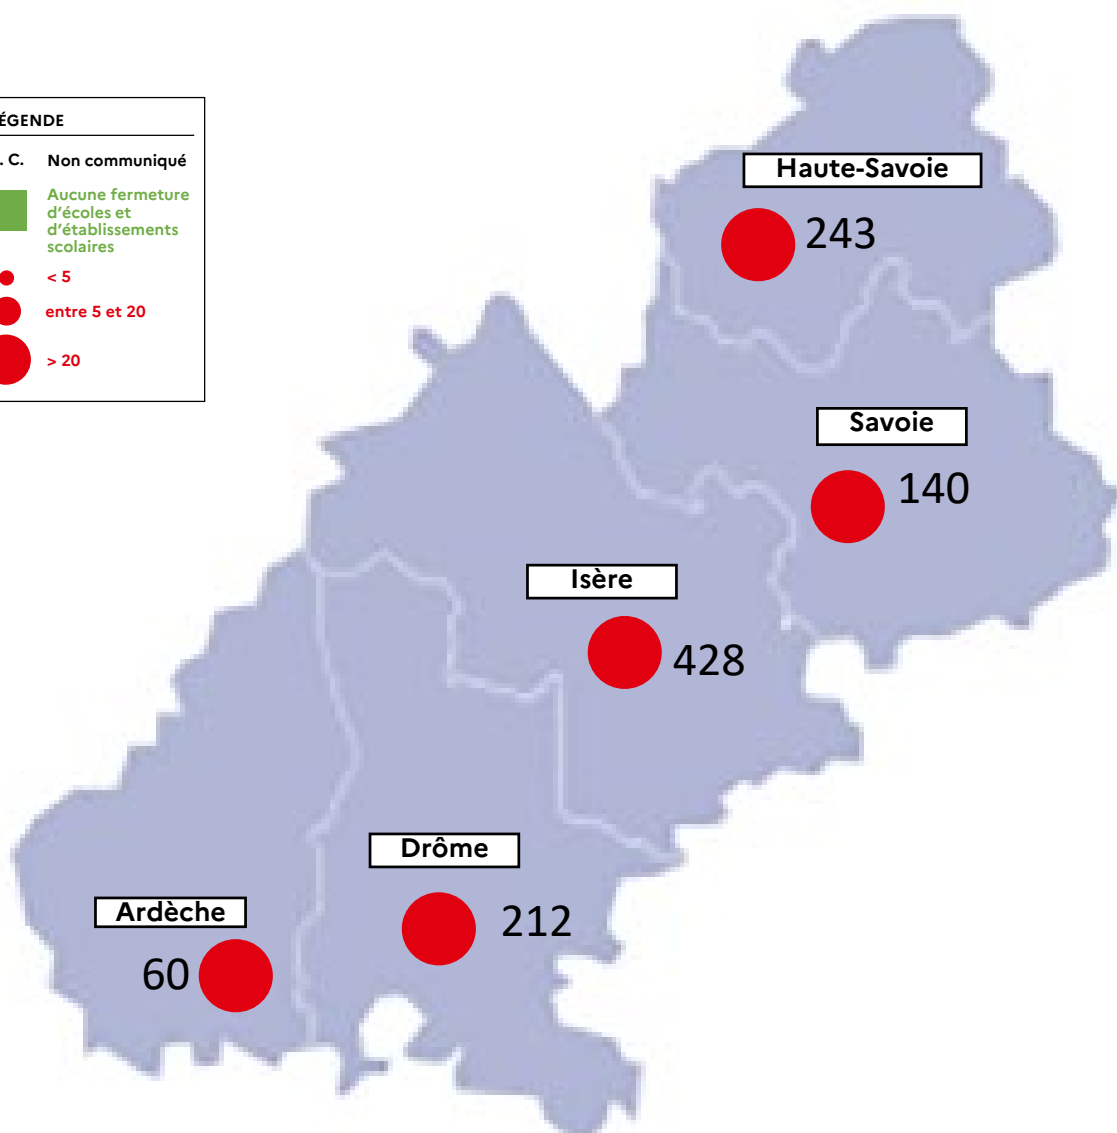 ÉGENDE
. C. Non communiqué
Aucune fermeture
d'écoles et
d'établissements
scolaires
< 5
entre 5 et 20
> 20
Haute-Savoie
243
Savoie
140
Isère
428
Drôme
212
Ardèche
60